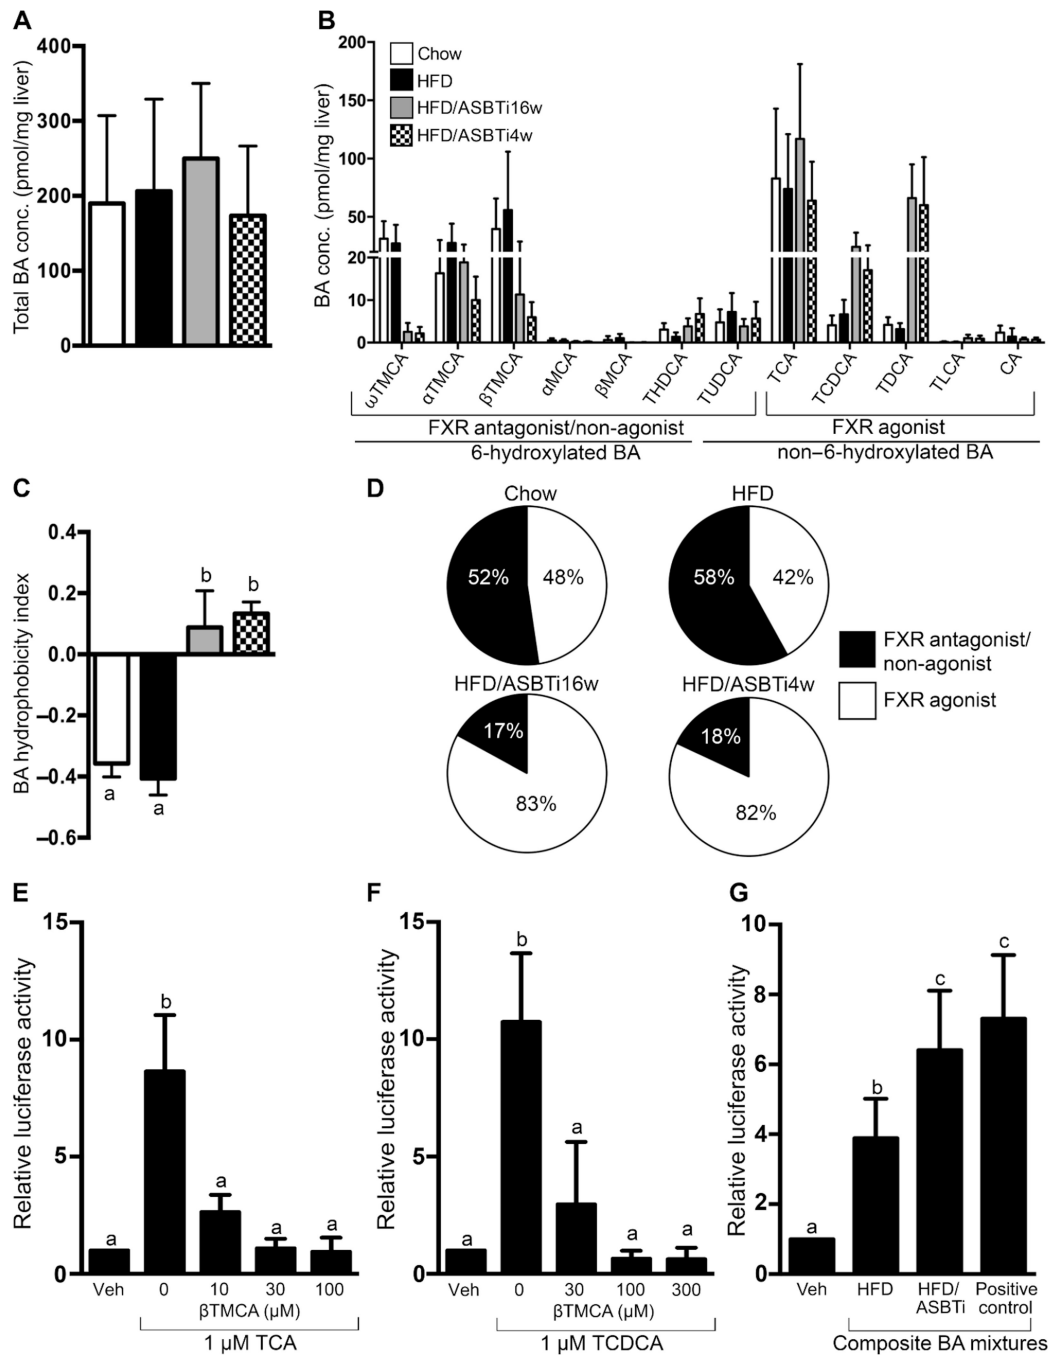 A
Total BA conc. (pmol/mg liver)
400
300
200
100
0
B
BA conc. (pmol/mg liver)
200
150
100
50
20
10
0
Chow
HFD
HFD/ASBTi16w
HFD/ASBTi4w
ωTMCA
αTMCA
βTMCA
αMCA
βMCA
THDCA
TUDCA
TCA
TCDCA
TDCA
TLCA
CA
FXR antagonist/non-agonist
FXR agonist
6-hydroxylated BA
non–6-hydroxylated BA
C
BA hydrophobicity index
0.4
0.2
0.0
–0.2
–0.4
–0.6
a
a
b
b
D
Chow
52%
48%
HFD
58%
42%
HFD/ASBTi16w
17%
83%
HFD/ASBTi4w
18%
82%
FXR antagonist/
non-agonist
FXR agonist
E
Relative luciferase activity
15
10
5
0
a
b
a
a
a
Veh
0
10
30
100
βTMCA (µM)
1 µM TCA
F
Relative luciferase activity
15
10
5
0
a
b
a
a
a
Veh
0
30
100
300
βTMCA (µM)
1 µM TCDCA
G
Relative luciferase activity
10
8
6
4
2
0
a
b
c
c
Veh
HFD
HFD/
ASBTi
Positive
control
Composite BA mixtures